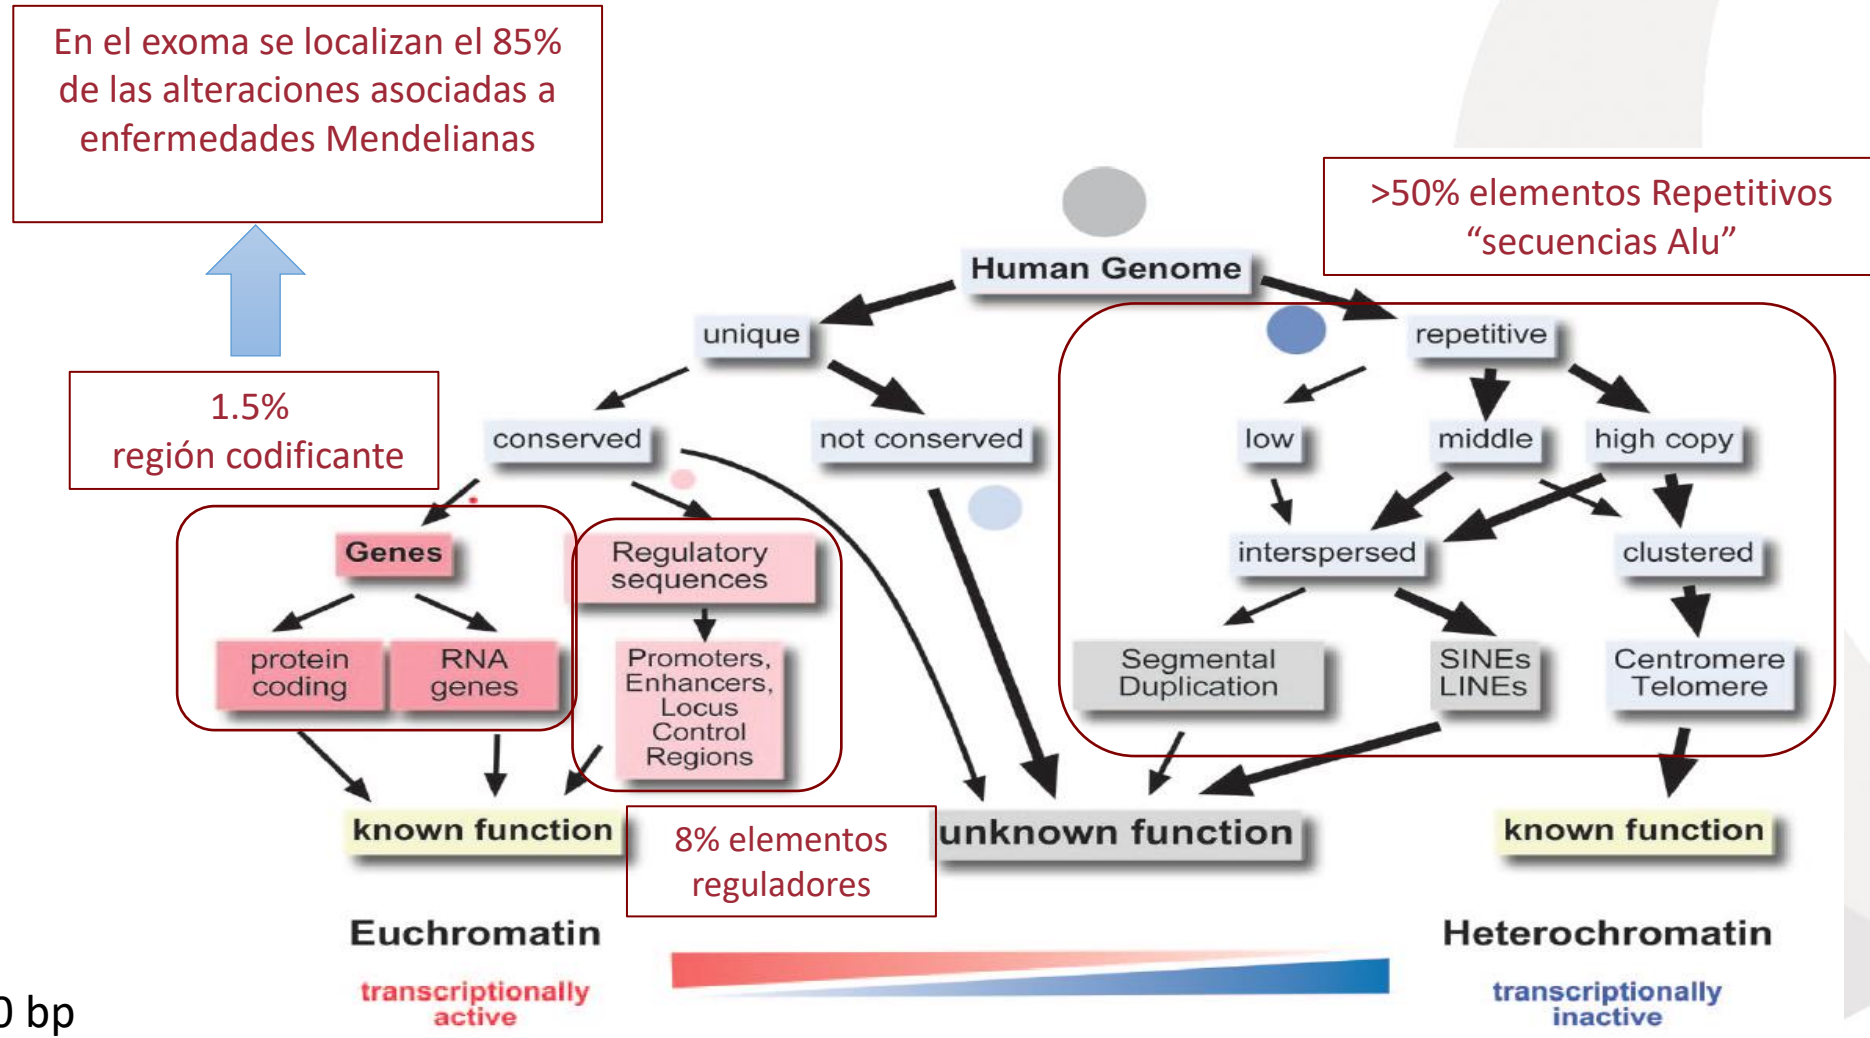 En el exoma se localizan el 85%
de las alteraciones asociadas a
enfermedades Mendelianas
>50% elementos Repetitivos
“secuencias Alu”
Human Genome
unique
repetitive
1.5%
región codificante
conserved
not conserved
low
middle
high copy
Genes
Regulatory
sequences
interspersed
clustered
protein
coding
RNA
genes
Promoters,
Enhancers,
Locus
Control
Regions
Segmental
Duplication
SINEs
LINEs
Centromere
Telomere
known function
8% elementos
reguladores
unknown function
known function
Euchromatin
Heterochromatin
transcriptionally
active
transcriptionally
inactive
0 bp